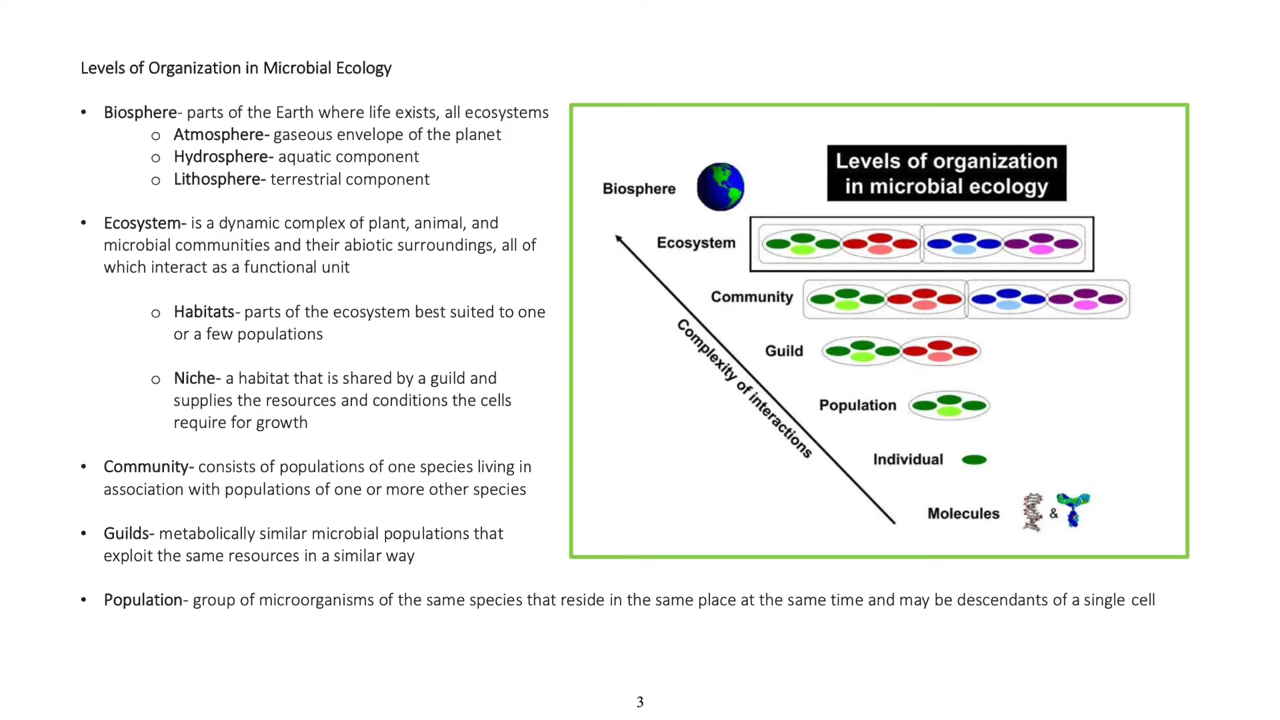 Levels of Organization in Microbial Ecology
• Biosphere- parts of the Earth where life exists, all ecosystems
o Atmosphere- gaseous envelope of the planet
o Hydrosphere- aquatic component
o Lithosphere- terrestrial component
• Ecosystem- is a dynamic complex of plant, animal, and
microbial communities and their abiotic surroundings, all of
which interact as a functional unit
o Habitats- parts of the ecosystem best suited to one
or a few populations
o Niche- a habitat that is shared by a guild and
supplies the resources and conditions the cells
require for growth
• Community- consists of populations of one species living in
association with populations of one or more other species
• Guilds- metabolically similar microbial populations that
exploit the same resources in a similar way
• Population- group of microorganisms of the same species that reside in the same place at the same time and may be descendants of a single cell
Levels of organization
in microbial ecology
Biosphere
Ecosystem
Community
Guild
Population
Individual
Molecules &
Complexity of interactions
3